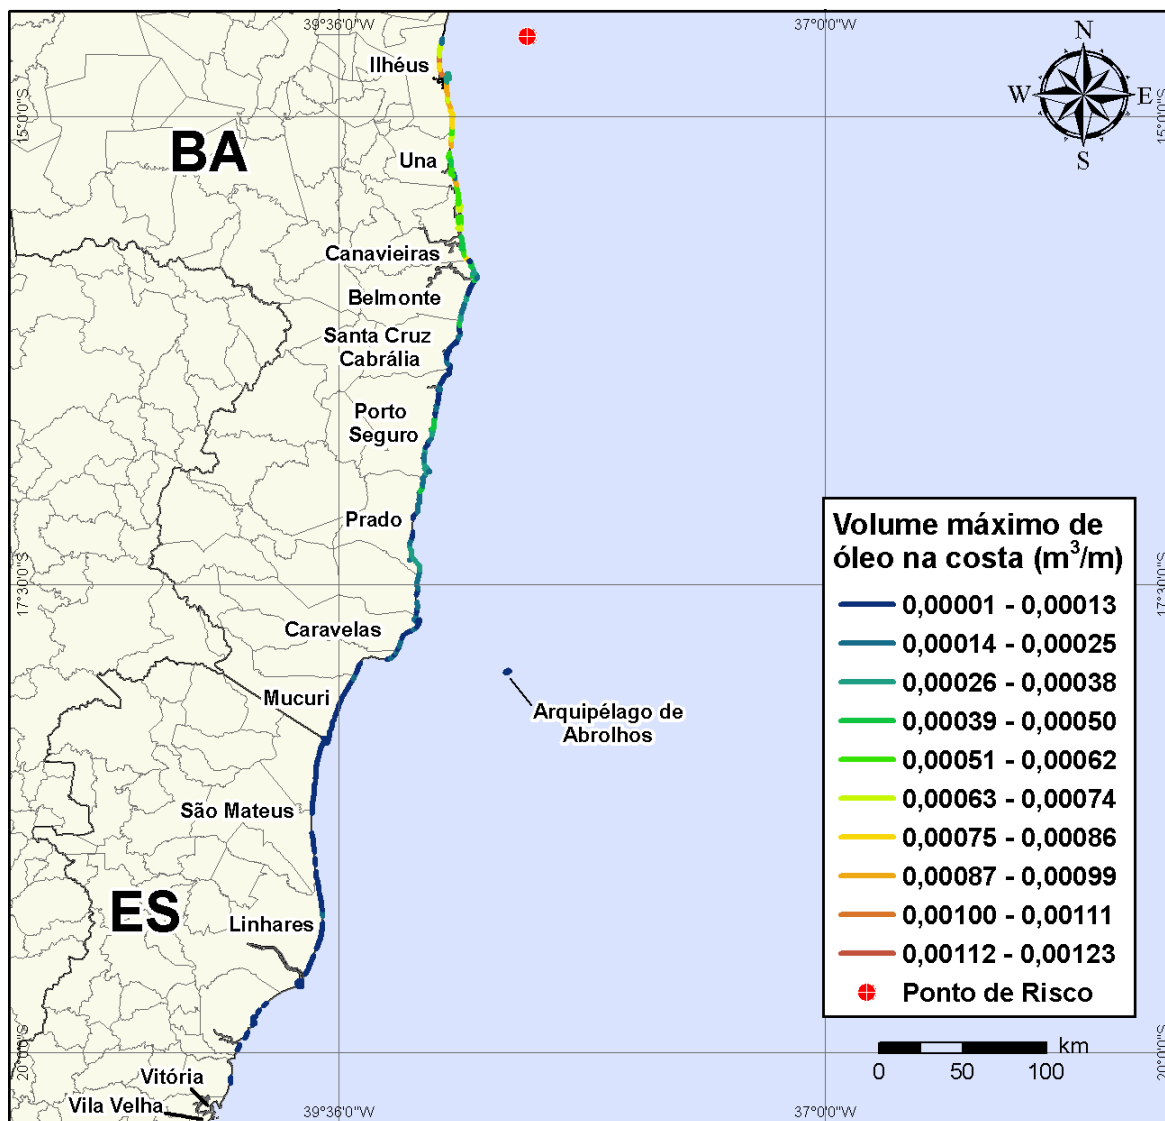 39°36'0"W
37°0'0"W
N
W
E
S
Ilhéus
15°0'0"S
15°0'0"S
BA
Una
Canavieiras
Belmonte
Santa Cruz
Cabrália
Porto
Seguro
Prado
17°30'0"S
17°30'0"S
Caravelas
Mucuri
Arquipélago de
Abrolhos
São Mateus
ES
Linhares
Volume máximo de
óleo na costa (m³/m)
0,00001 - 0,00013
0,00014 - 0,00025
0,00026 - 0,00038
0,00039 - 0,00050
0,00051 - 0,00062
0,00063 - 0,00074
0,00075 - 0,00086
0,00087 - 0,00099
0,00100 - 0,00111
0,00112 - 0,00123
Ponto de Risco
km
0 50 100
20°0'0"S
20°0'0"S
Vitória
Vila Velha
39°36'0"W
37°0'0"W